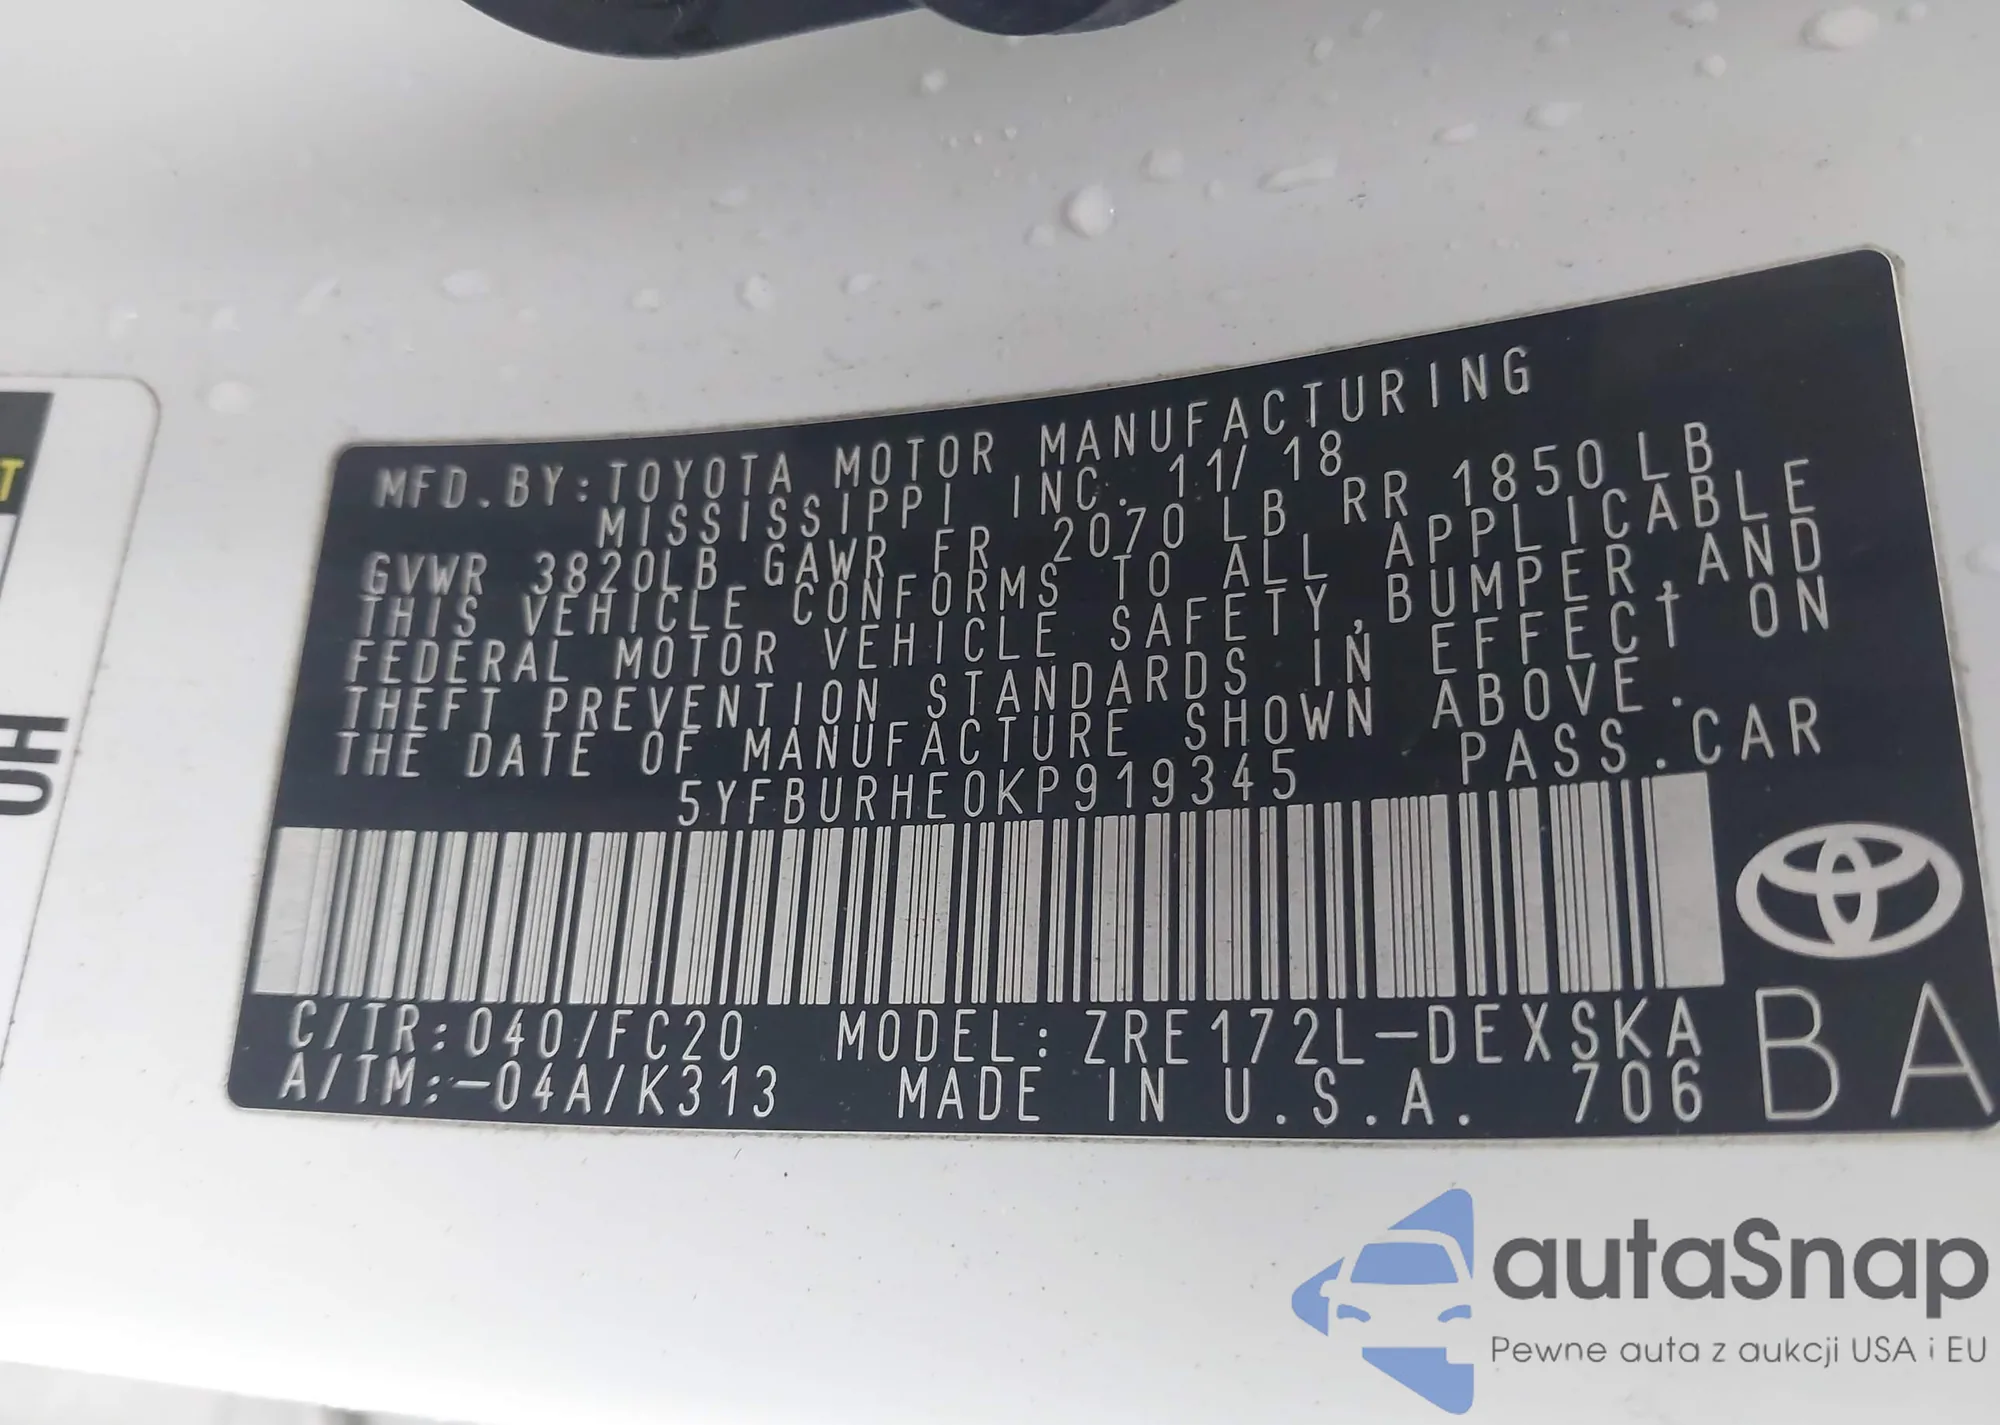 MFD.BY:TOYOTA MOTOR MANUFACTURING
MISSISSIPPI INC. 11/18
GVWR 3820LB GAWR FR 2070 LB RR 1850LB
THIS VEHICLE CONFORMS TO ALL APPLICABLE
FEDERAL MOTOR VEHICLE SAFETY,BUMPER,AND
THEFT PREVENTION STANDARDS IN EFFECT ON
THE DATE OF MANUFACTURE SHOWN ABOVE.
5YFBURHE0KP919345 PASS.CAR
C/TR:040/FC20 MODEL:ZRE172L-DEXSKA
A/TM:-04A/K313 MADE IN U.S.A. 706
BA
T
UH
autaSnap
Pewne auta z aukcji USA i EU